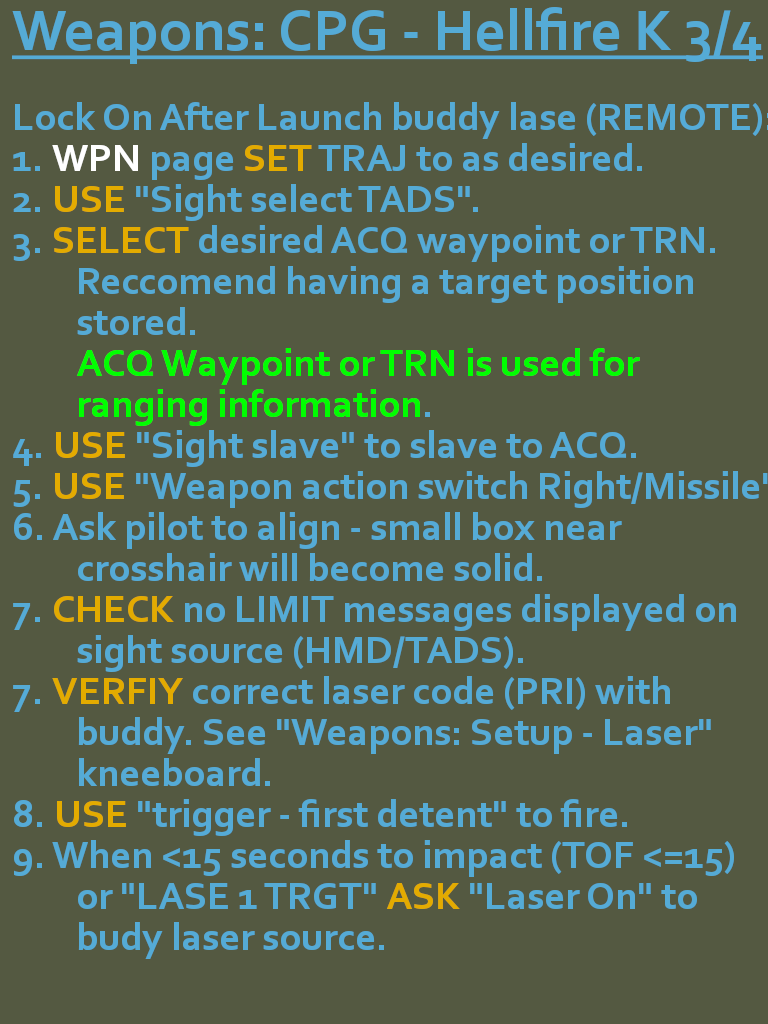 Weapons: CPG - Hellfire K 3/4
Lock On After Launch buddy lase (REMOTE):
1. WPN page SET TRAJ to as desired.
2. USE "Sight select TADS".
3. SELECT desired ACQ waypoint or TRN.
Reccomend having a target position
stored.
ACQ Waypoint or TRN is used for
ranging information.
4. USE "Sight slave" to slave to ACQ.
5. USE "Weapon action switch Right/Missile"
6. Ask pilot to align - small box near
crosshair will become solid.
7. CHECK no LIMIT messages displayed on
sight source (HMD/TADS).
7. VERFIY correct laser code (PRI) with
buddy. See "Weapons: Setup - Laser"
kneeboard.
8. USE "trigger - first detent" to fire.
9. When <15 seconds to impact (TOF <=15)
or "LASE 1 TRGT" ASK "Laser On" to
budy laser source.